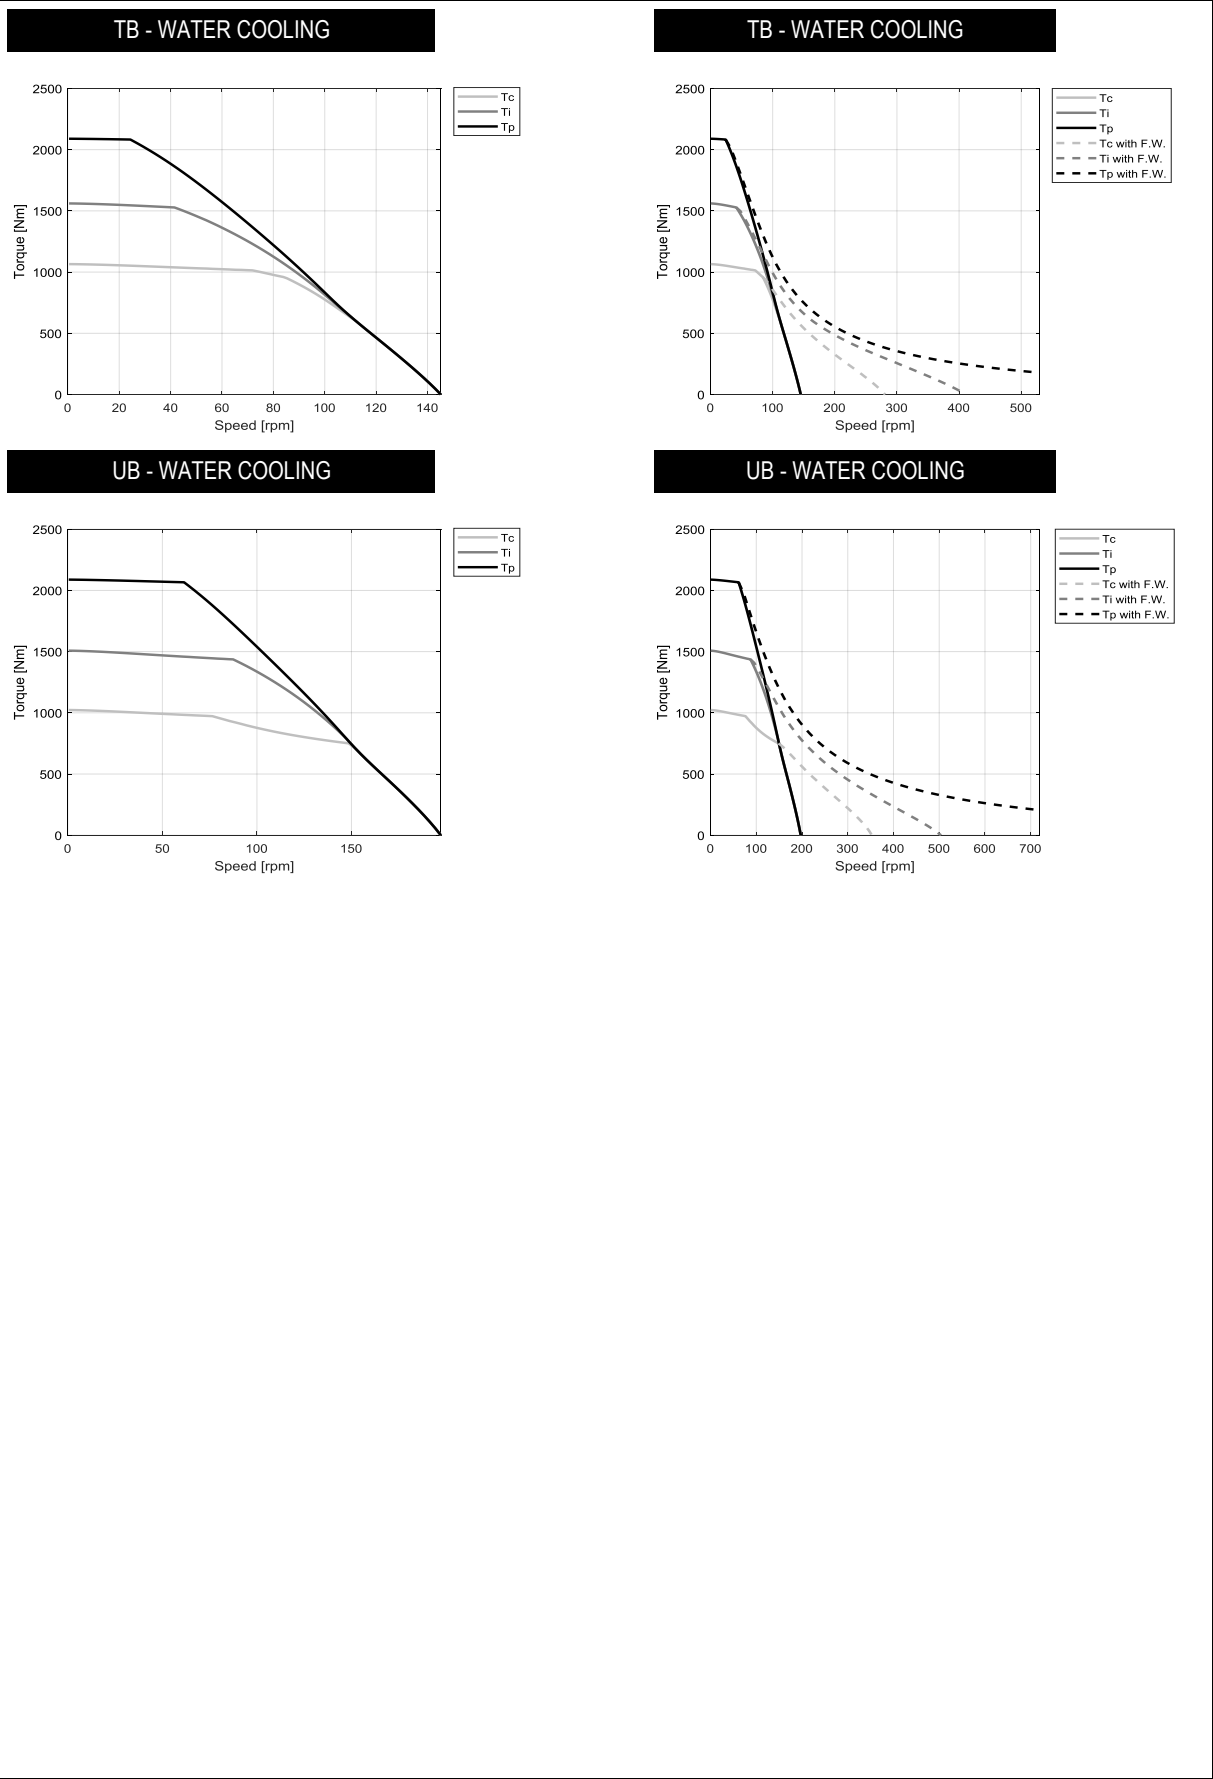 TB - WATER COOLING
TB - WATER COOLING
2500
2000
1500
1000
500
0
Torque [Nm]
0 20 40 60 80 100 120 140
Speed [rpm]
Tc
Ti
Tp
2500
2000
1500
1000
500
0
Torque [Nm]
0 100 200 300 400 500
Speed [rpm]
Tc
Ti
Tp
Tc with F.W.
Ti with F.W.
Tp with F.W.
UB - WATER COOLING
UB - WATER COOLING
2500
2000
1500
1000
500
0
Torque [Nm]
0 50 100 150
Speed [rpm]
Tc
Ti
Tp
2500
2000
1500
1000
500
0
Torque [Nm]
0 100 200 300 400 500 600 700
Speed [rpm]
Tc
Ti
Tp
Tc with F.W.
Ti with F.W.
Tp with F.W.